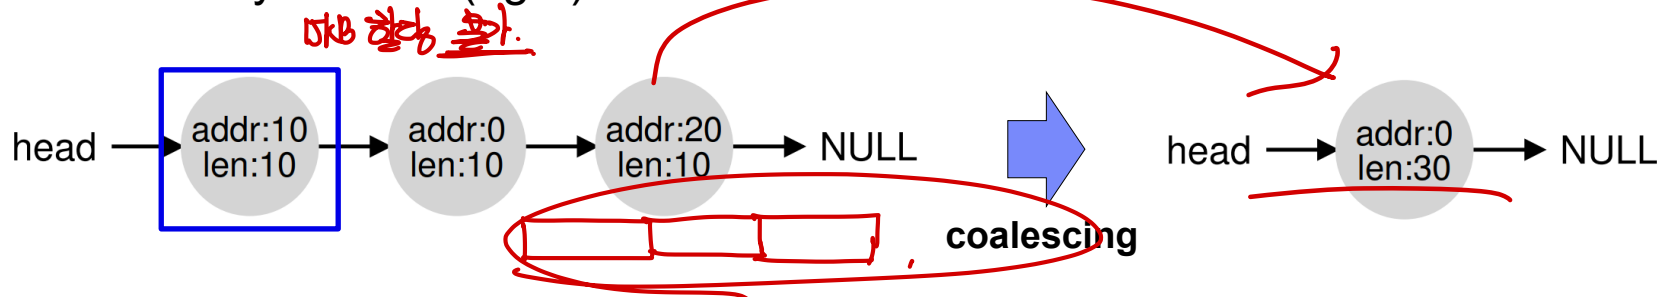 15KB 할당 불가.
head addr:10 addr:0 addr:20 NULL head addr:0 NULL
len:10 len:10 len:10 len:30
coalescing